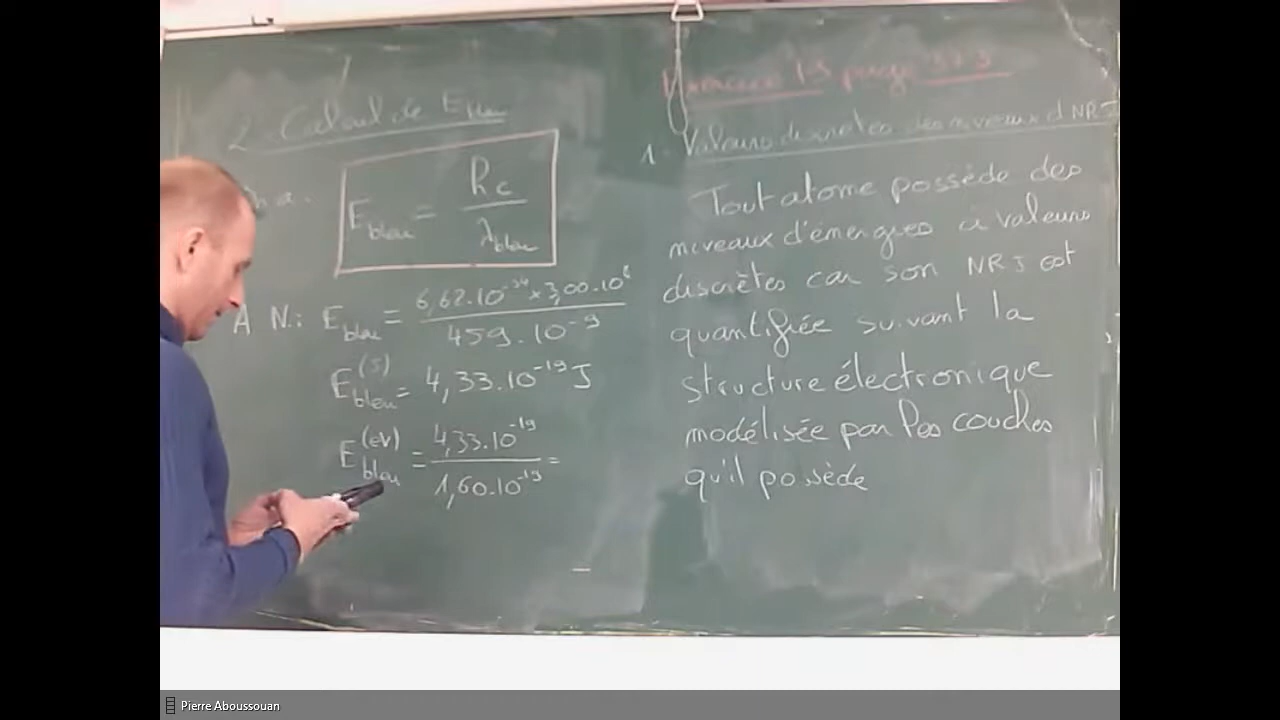 2 - Calcul de E bleu
E bleu = hc / λ bleu
A N: E bleu = 6,62.10⁻³⁴ × 3,00.10⁸ / 459.10⁻⁹
E bleu (J) = 4,33.10⁻¹⁹ J
E bleu (eV) = 4,33.10⁻¹⁹ / 1,60.10⁻¹⁹ =
Exercice 15 page
1 - Valeurs discrètes des niveaux d'NRJ
Tout atome possède des
niveaux d'énergies à valeurs
discrètes car son NRJ est
quantifiée suivant la
structure électronique
modélisée par les couches
qu'il possède
Pierre Aboussouan